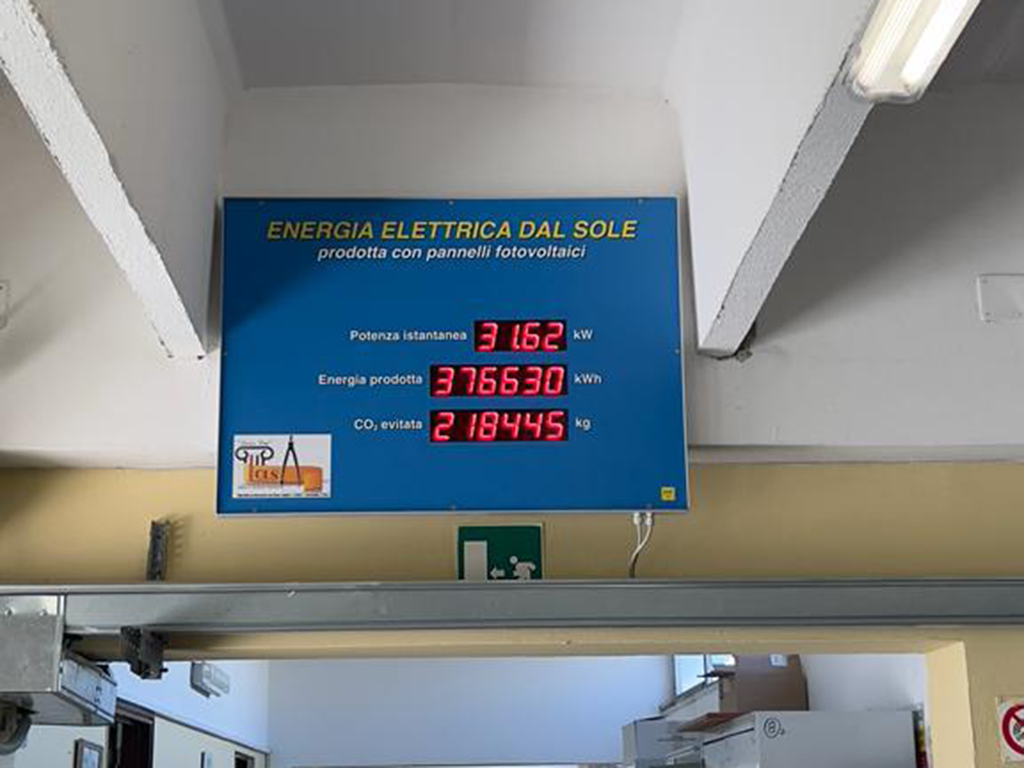 ENERGIA ELETTRICA DAL SOLE
prodotta con pannelli fotovoltaici
Potenza istantanea 31.62 kW
Energia prodotta 376630 kWh
CO₂ evitata 218445 kg